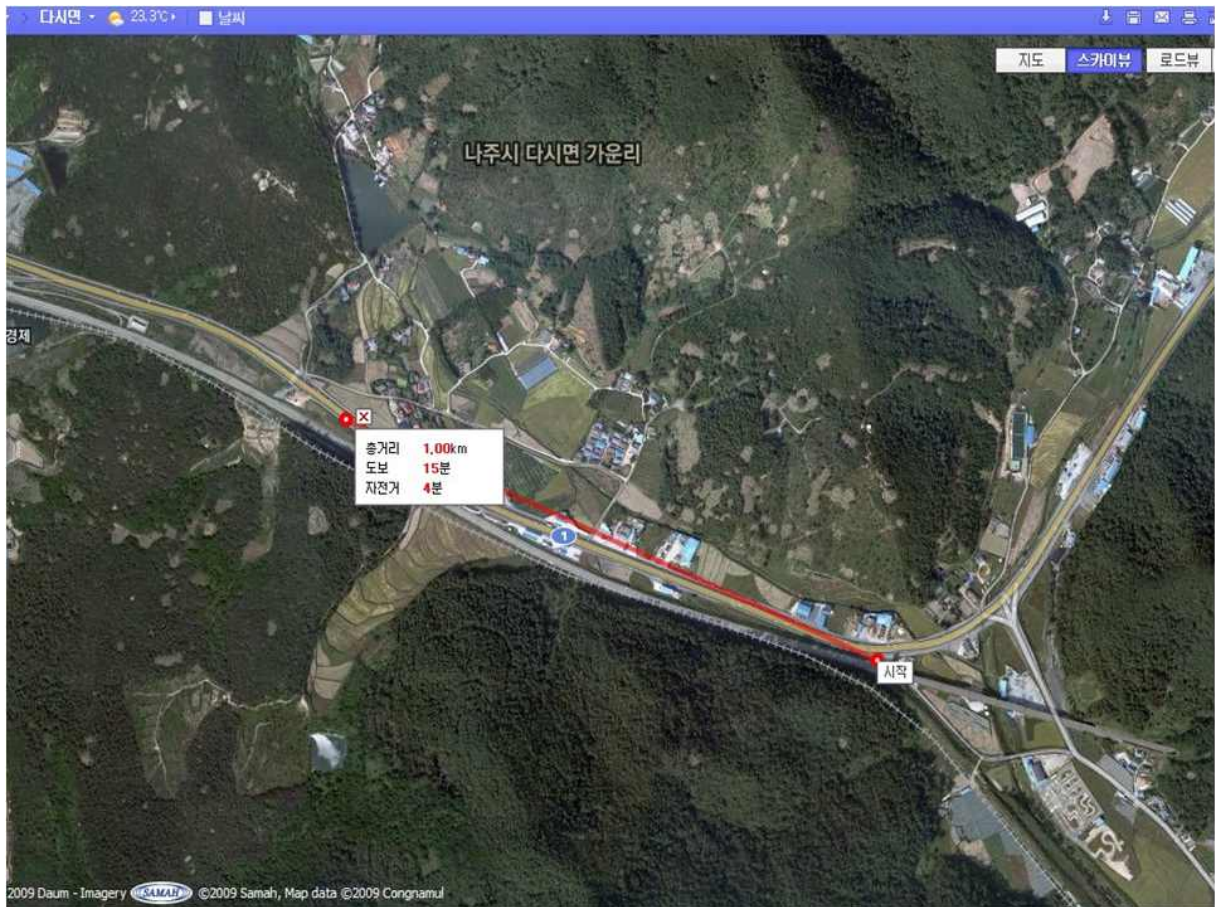 다시면 23.3℃ 날씨
지도 스카이뷰 로드뷰
나주시 다시면 가운리
경제
총거리 1.00km
도보 15분
자전거 4분
1
시작
2009 Daum - Imagery SAMAH ©2009 Samah, Map data ©2009 Congnamul